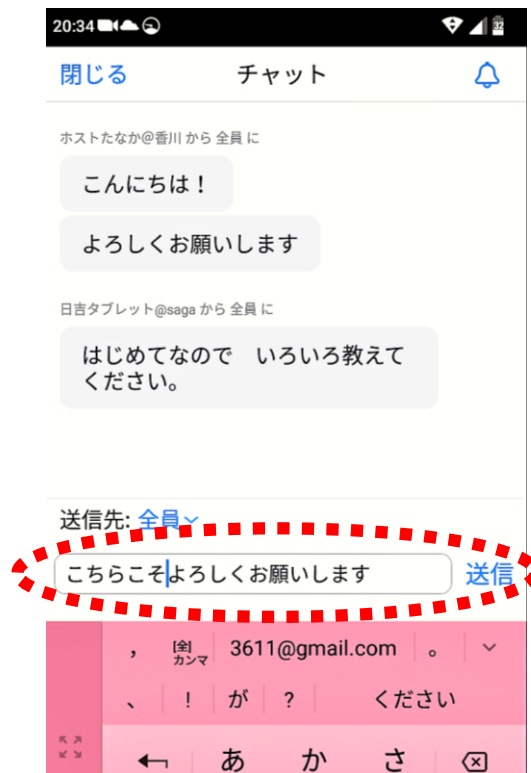 20:34
32
閉じる チャット
ホストたなか@香川 から 全員 に
こんにちは！
よろしくお願いします
日吉タブレット@saga から 全員 に
はじめてなので　いろいろ教えて
ください。
送信先: 全員
こちらこそよろしくお願いします 送信
， [全]カンマ 3611@gmail.com 。
、 ！ が ？ ください
あ か さ